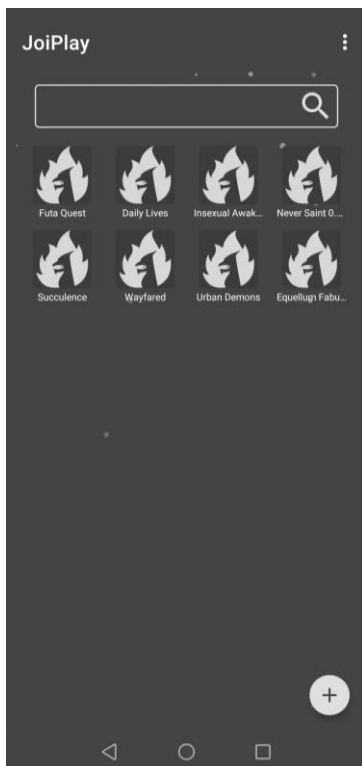 JoiPlay
Futa Quest
Daily Lives
Insexual Awak...
Never Saint 0....
Succulence
Wayfared
Urban Demons
Equellugn Fabu...